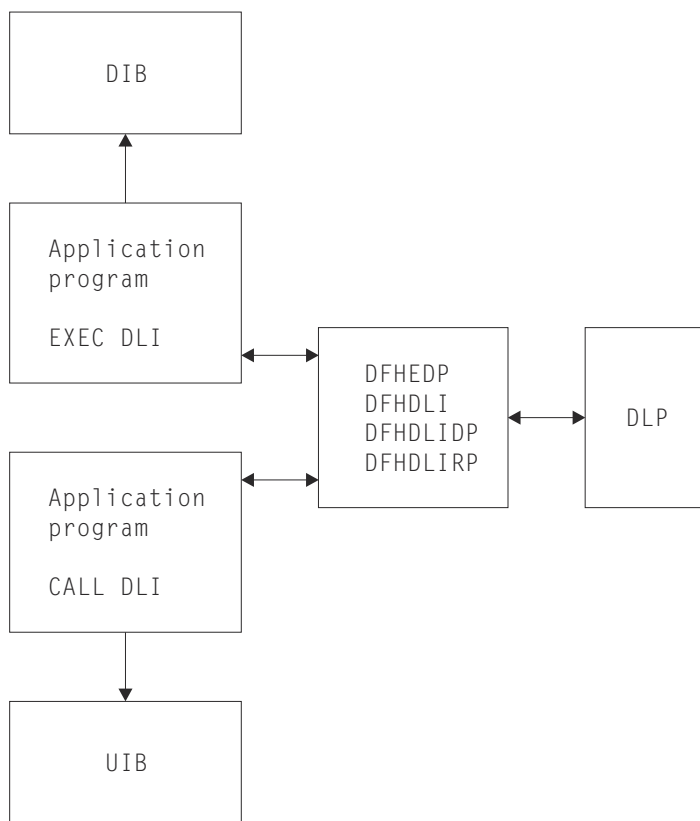 DIB
Application
program
EXEC DLI
DFHEDP
DFHDLI
DFHDLIDP
DFHDLIRP
DLP
Application
program
CALL DLI
UIB